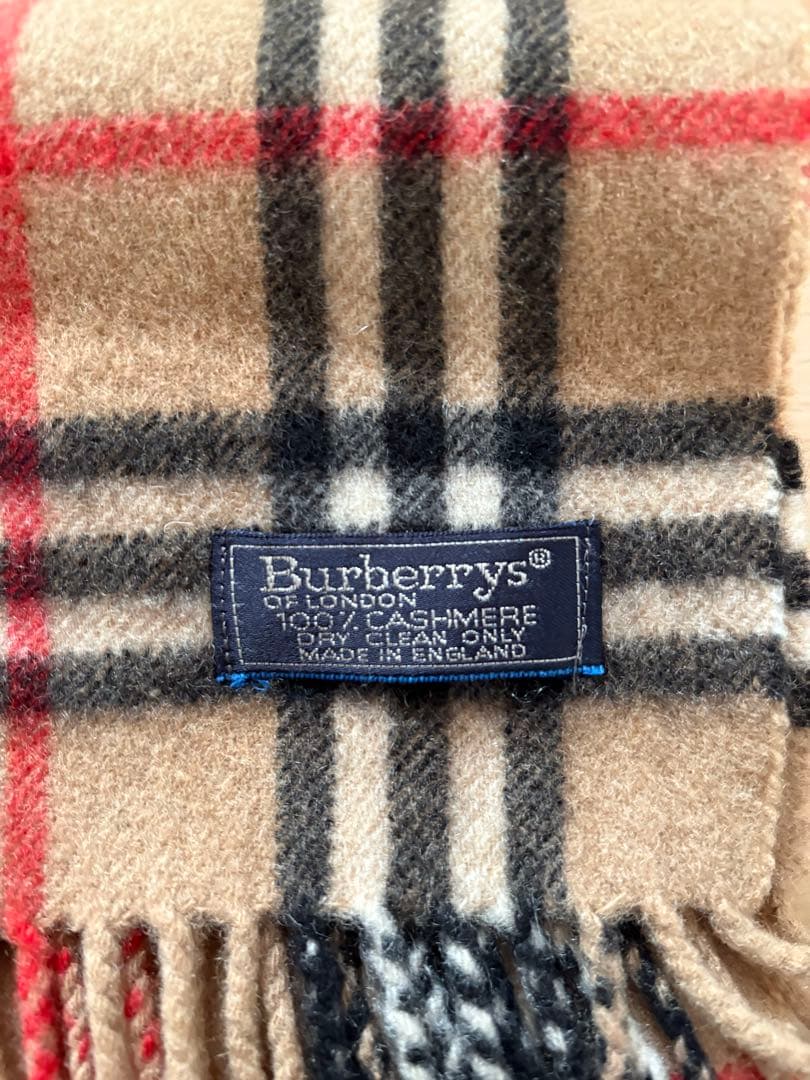 Burberrys®
OF LONDON
100% CASHMERE
DRY CLEAN ONLY
MADE IN ENGLAND